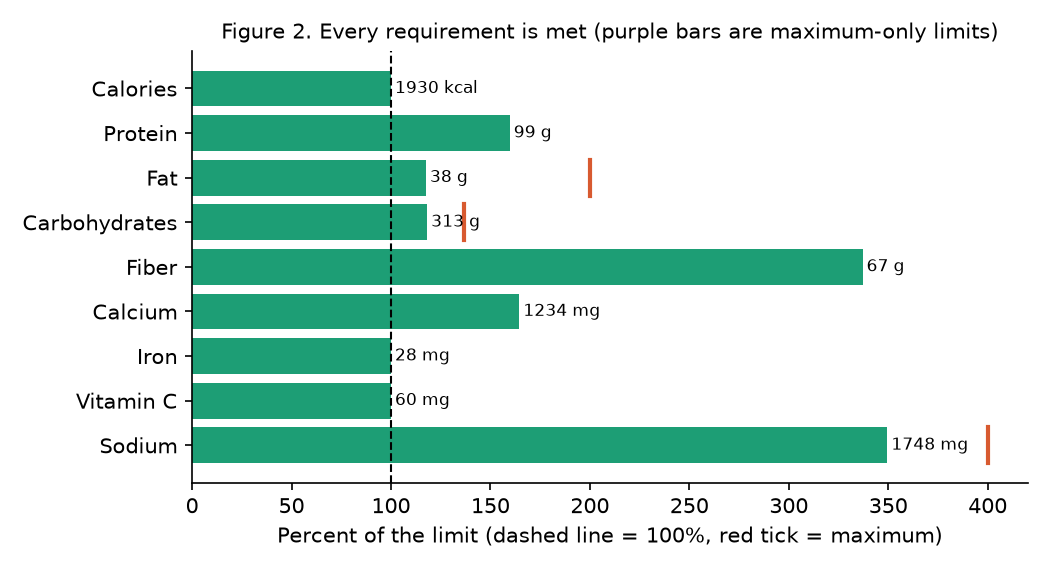 Figure 2. Every requirement is met (purple bars are maximum-only limits)
Calories 1930 kcal
Protein 99 g
Fat 38 g
Carbohydrates 313 g
Fiber 67 g
Calcium 1234 mg
Iron 28 mg
Vitamin C 60 mg
Sodium 1748 mg
0 50 100 150 200 250 300 350 400
Percent of the limit (dashed line = 100%, red tick = maximum)